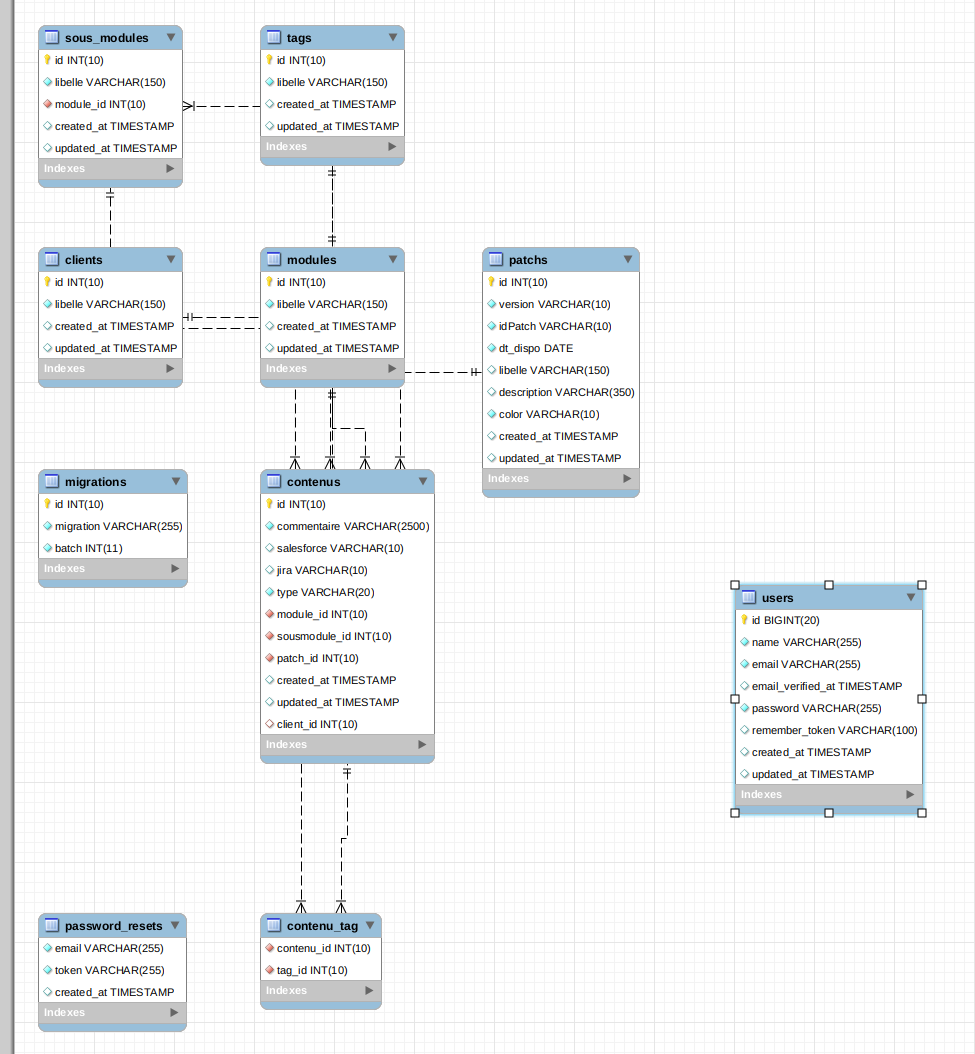 sous_modules
id INT(10)
libelle VARCHAR(150)
module_id INT(10)
created_at TIMESTAMP
updated_at TIMESTAMP
Indexes
tags
id INT(10)
libelle VARCHAR(150)
created_at TIMESTAMP
updated_at TIMESTAMP
Indexes
clients
id INT(10)
libelle VARCHAR(150)
created_at TIMESTAMP
updated_at TIMESTAMP
Indexes
modules
id INT(10)
libelle VARCHAR(150)
created_at TIMESTAMP
updated_at TIMESTAMP
Indexes
patchs
id INT(10)
version VARCHAR(10)
idPatch VARCHAR(10)
dt_dispo DATE
libelle VARCHAR(150)
description VARCHAR(350)
color VARCHAR(10)
created_at TIMESTAMP
updated_at TIMESTAMP
Indexes
migrations
id INT(10)
migration VARCHAR(255)
batch INT(11)
Indexes
contenus
id INT(10)
commentaire VARCHAR(2500)
salesforce VARCHAR(10)
jira VARCHAR(10)
type VARCHAR(20)
module_id INT(10)
sousmodule_id INT(10)
patch_id INT(10)
created_at TIMESTAMP
updated_at TIMESTAMP
client_id INT(10)
Indexes
users
id BIGINT(20)
name VARCHAR(255)
email VARCHAR(255)
email_verified_at TIMESTAMP
password VARCHAR(255)
remember_token VARCHAR(100)
created_at TIMESTAMP
updated_at TIMESTAMP
Indexes
password_resets
email VARCHAR(255)
token VARCHAR(255)
created_at TIMESTAMP
Indexes
contenu_tag
contenu_id INT(10)
tag_id INT(10)
Indexes